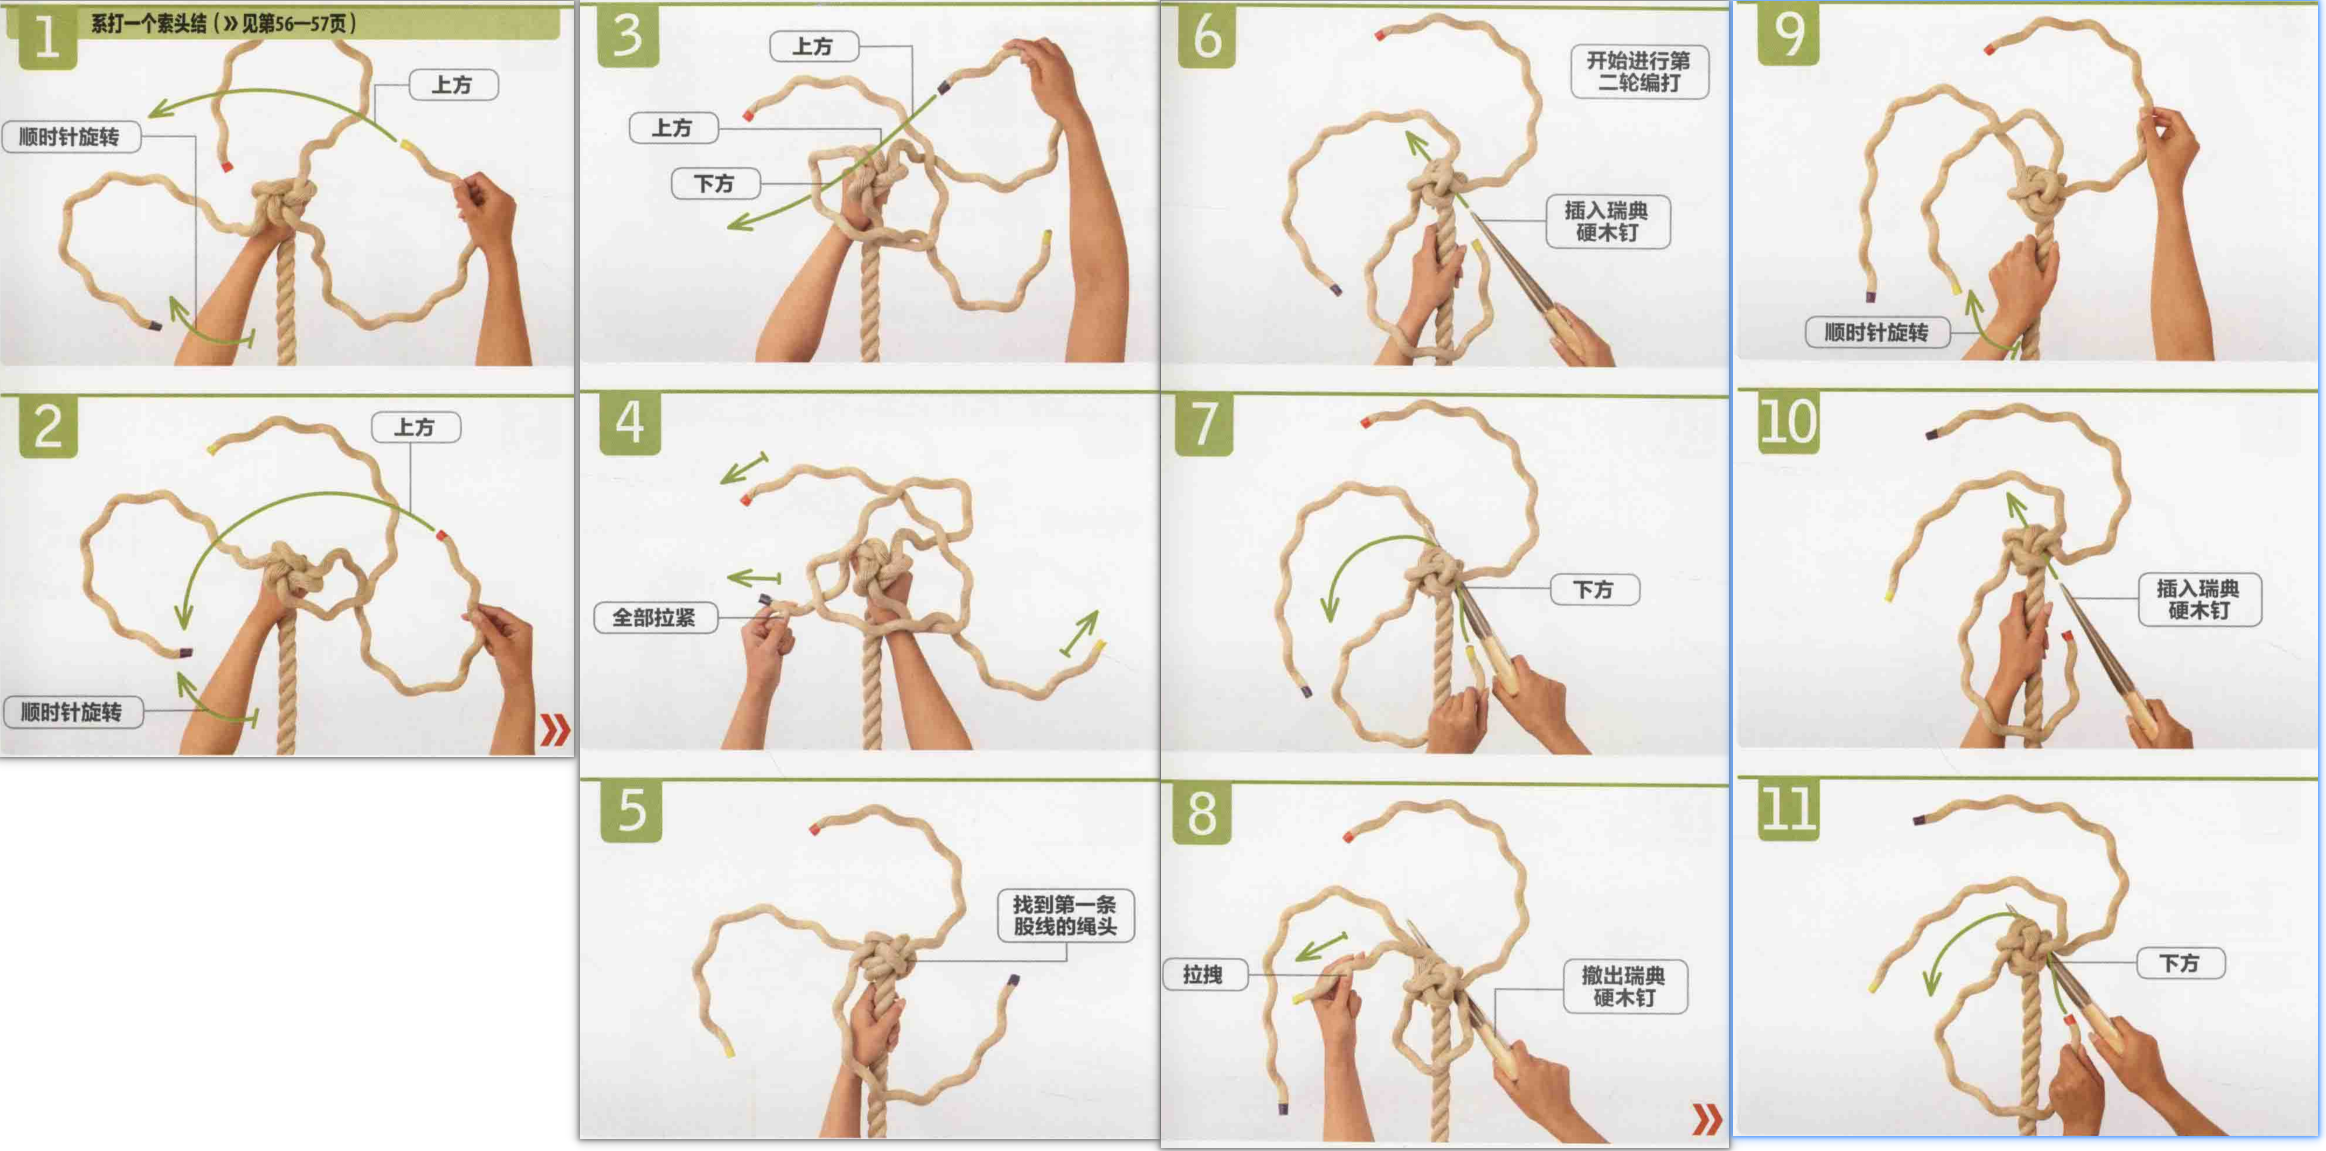 1
系打一个索头结（》见第56—57页）
上方
顺时针旋转
2
上方
顺时针旋转
3
上方
上方
下方
4
全部拉紧
5
找到第一条
股线的绳头
6
开始进行第
二轮编打
插入瑞典
硬木钉
7
下方
8
拉拽
撤出瑞典
硬木钉
9
顺时针旋转
10
插入瑞典
硬木钉
11
下方